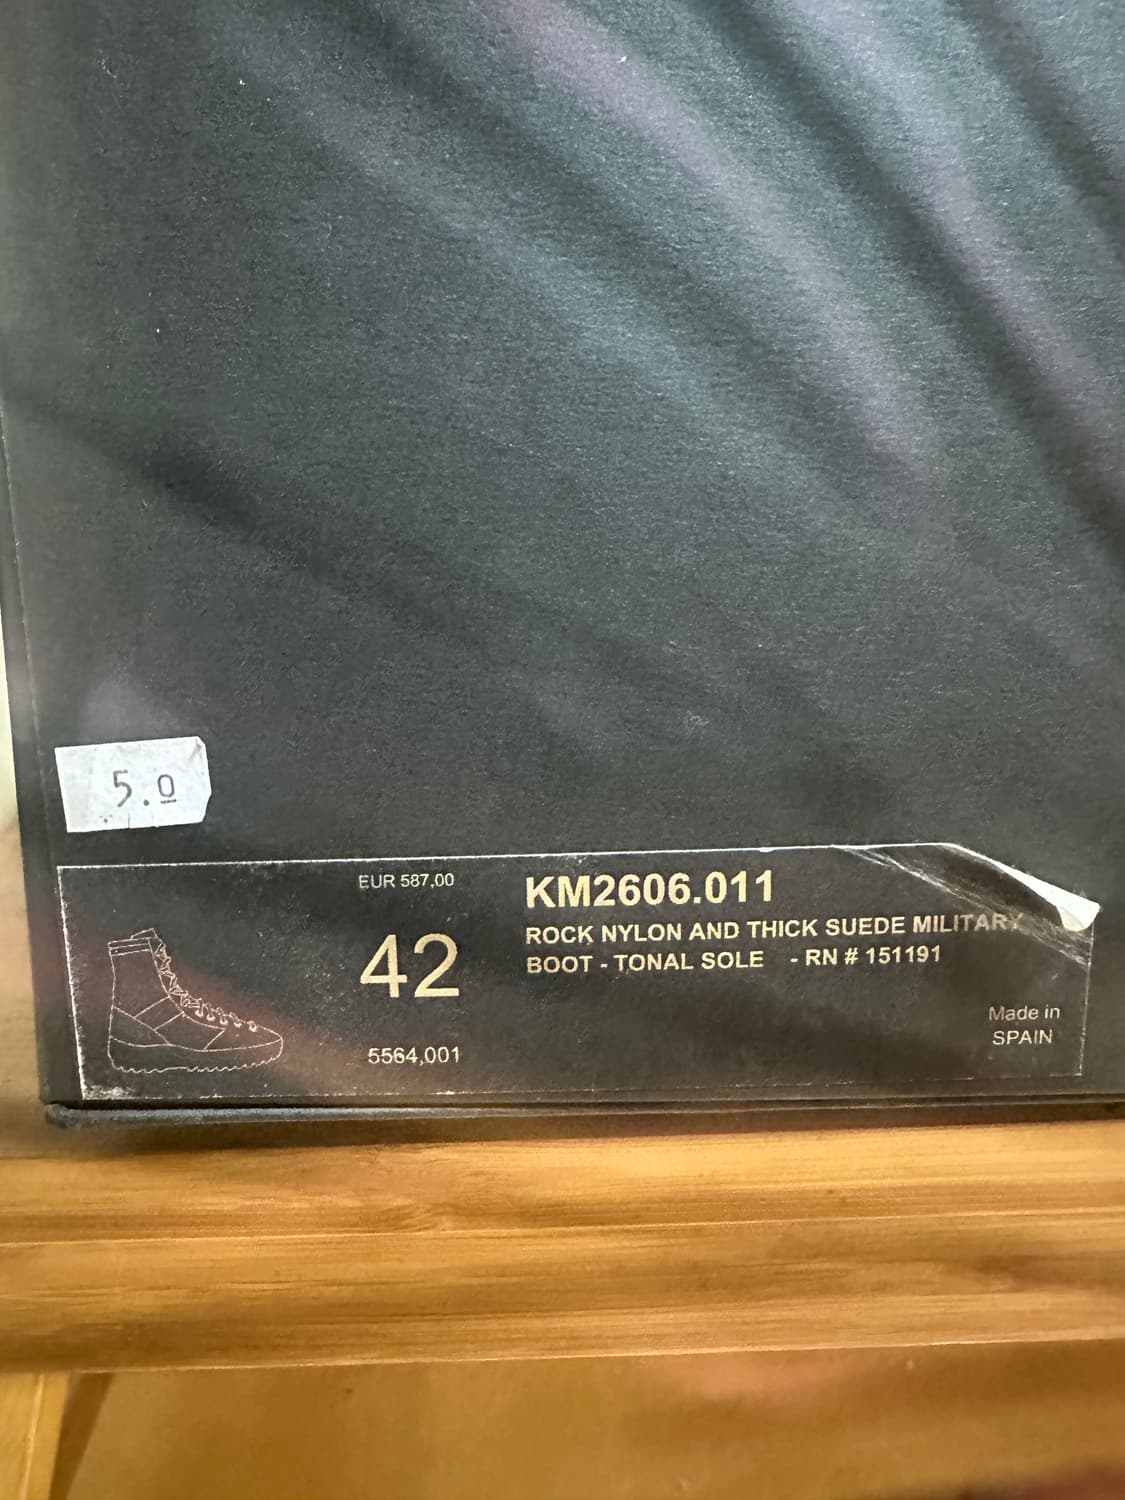 5.0
EUR 587,00
42
5564,001
KM2606.011
ROCK NYLON AND THICK SUEDE MILITARY
BOOT - TONAL SOLE - RN # 151191
Made in
SPAIN